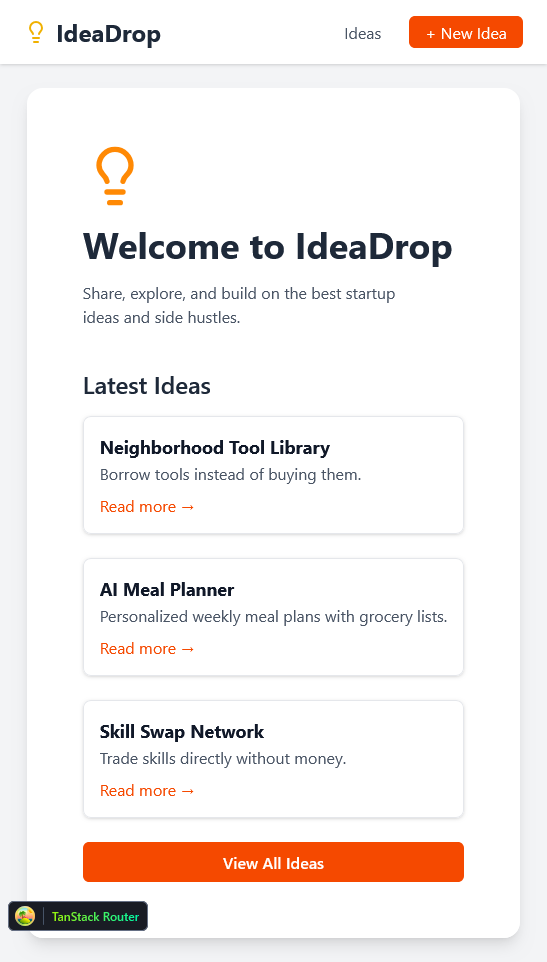 IdeaDrop
Ideas
+ New Idea
Welcome to IdeaDrop
Share, explore, and build on the best startup
ideas and side hustles.
Latest Ideas
Neighborhood Tool Library
Borrow tools instead of buying them.
Read more →
AI Meal Planner
Personalized weekly meal plans with grocery lists.
Read more →
Skill Swap Network
Trade skills directly without money.
Read more →
View All Ideas
TanStack Router